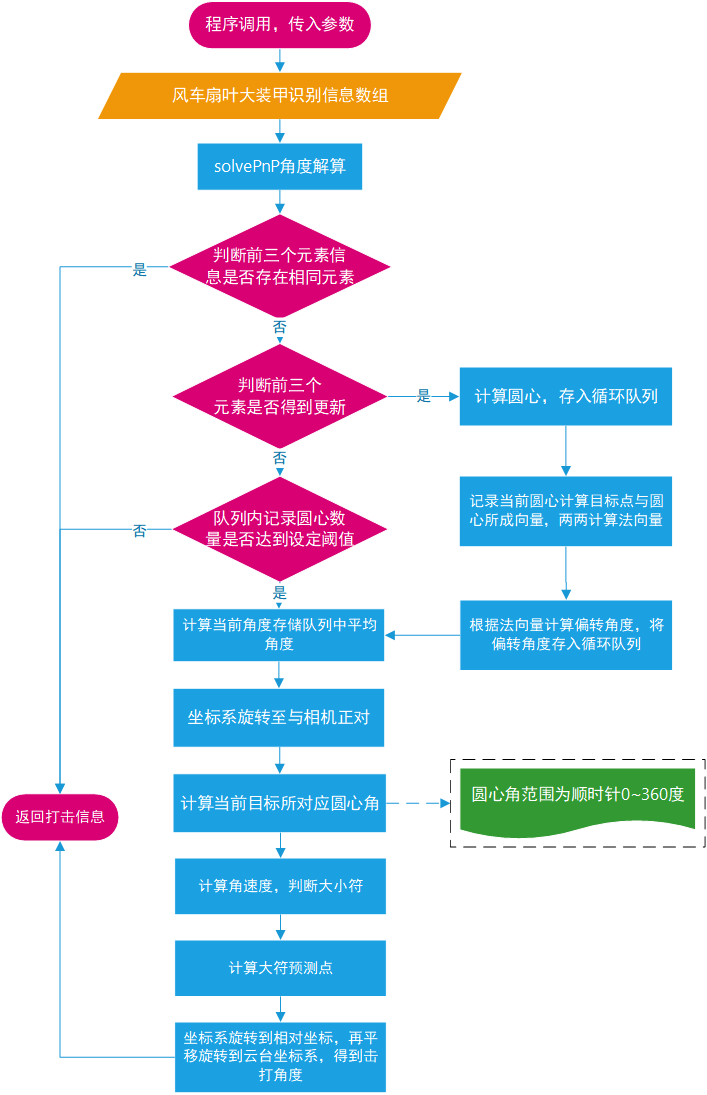 程序调用，传入参数
风车扇叶大装甲识别信息数组
solvePnP角度解算
判断前三个元素信
息是否存在相同元素
是
否
判断前三个
元素是否得到更新
是
计算圆心，存入循环队列
否
记录当前圆心计算目标点与圆
心所成向量，两两计算法向量
队列内记录圆心数
量是否达到设定阈值
否
是
计算当前角度存储队列中平均
角度
根据法向量计算偏转角度，将
偏转角度存入循环队列
坐标系旋转至与相机正对
计算当前目标所对应圆心角
圆心角范围为顺时针0~360度
返回打击信息
计算角速度，判断大小符
计算大符预测点
坐标系旋转到相对坐标，再平
移旋转到云台坐标系，得到击
打角度